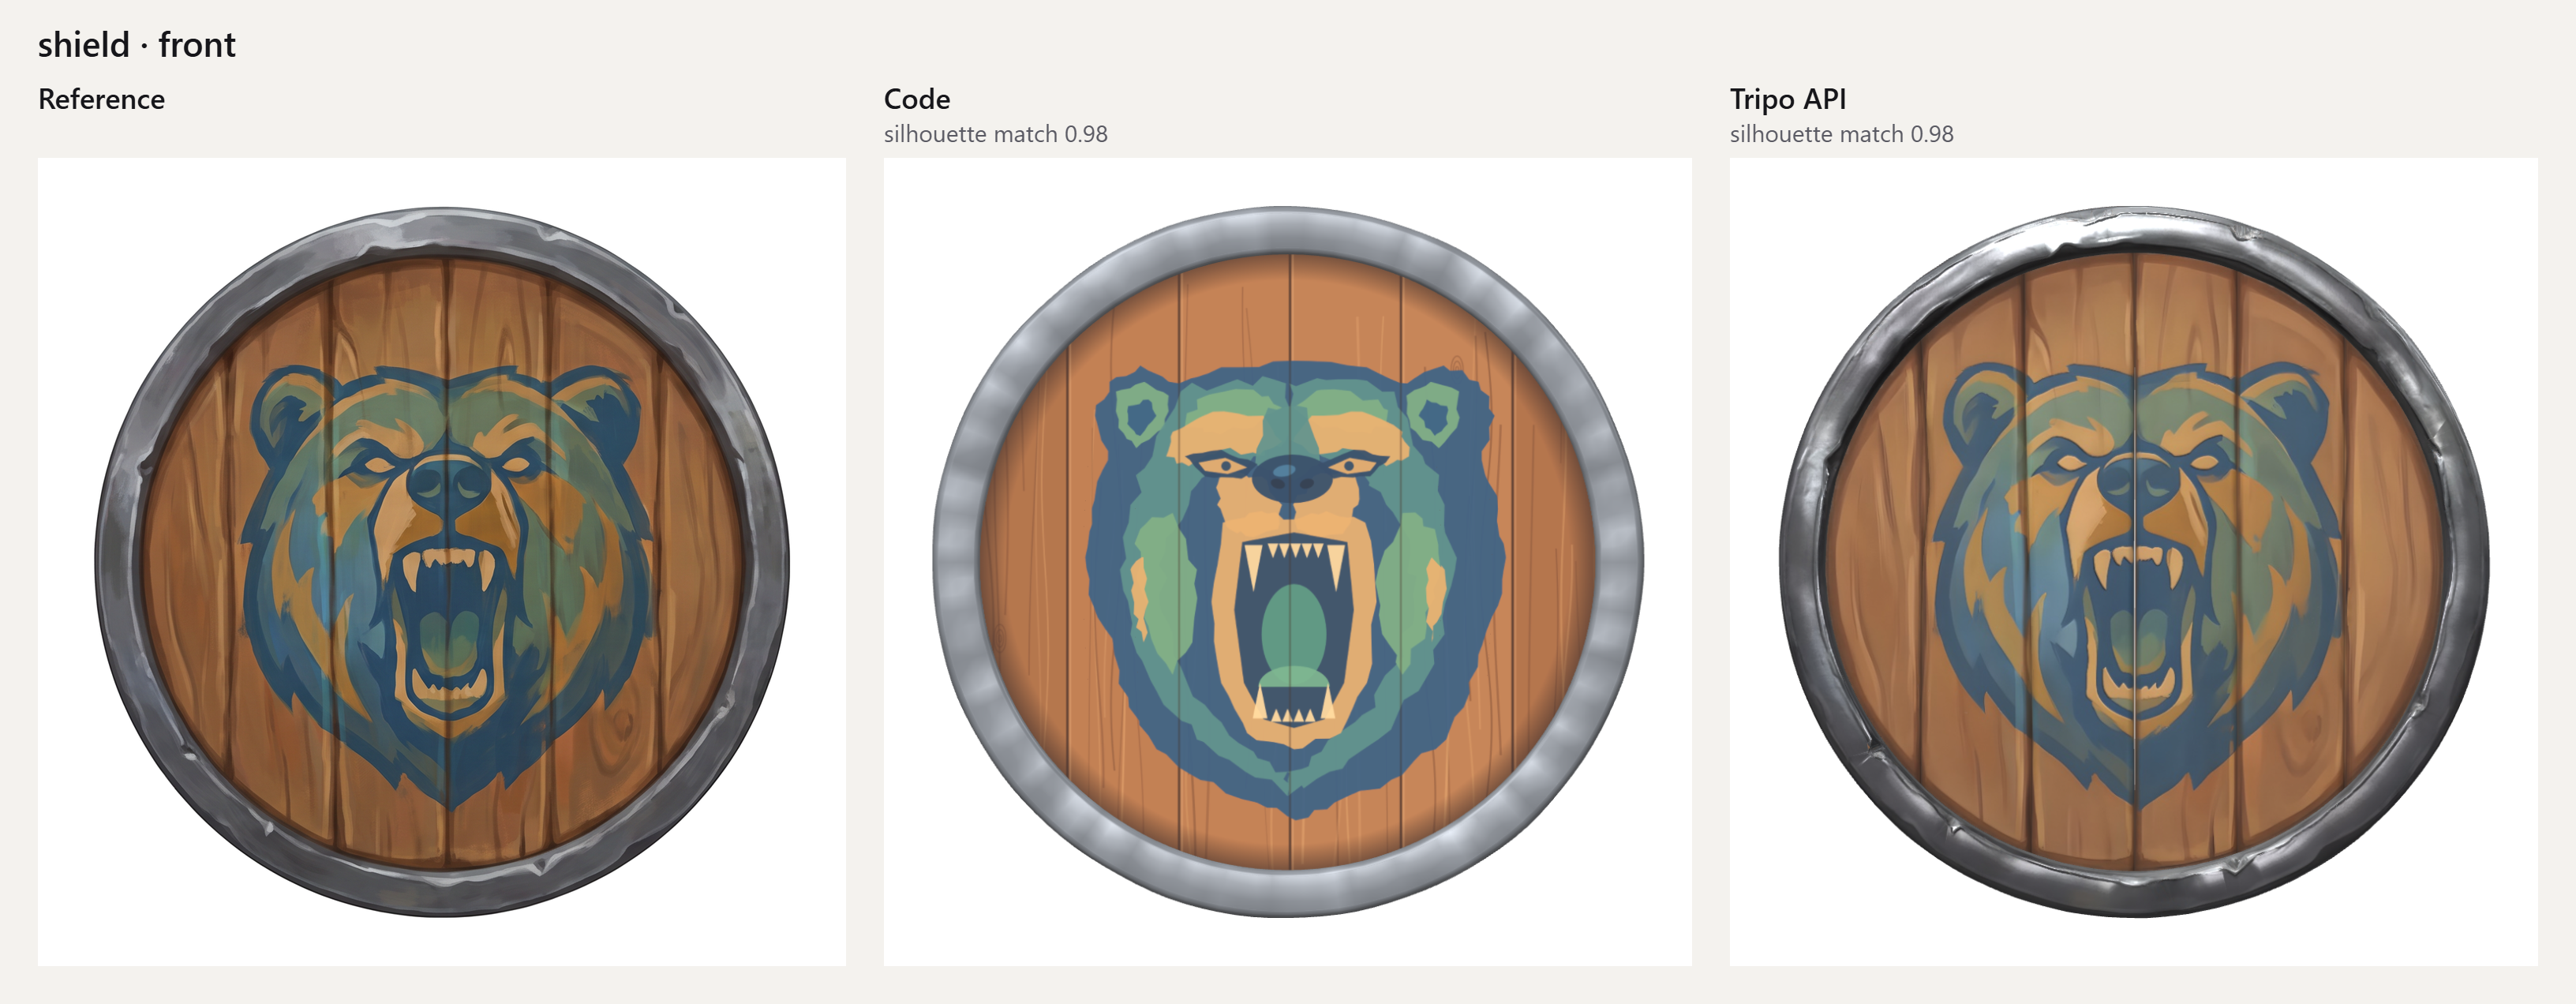 shield · front
Reference
Code
silhouette match 0.98
Tripo API
silhouette match 0.98